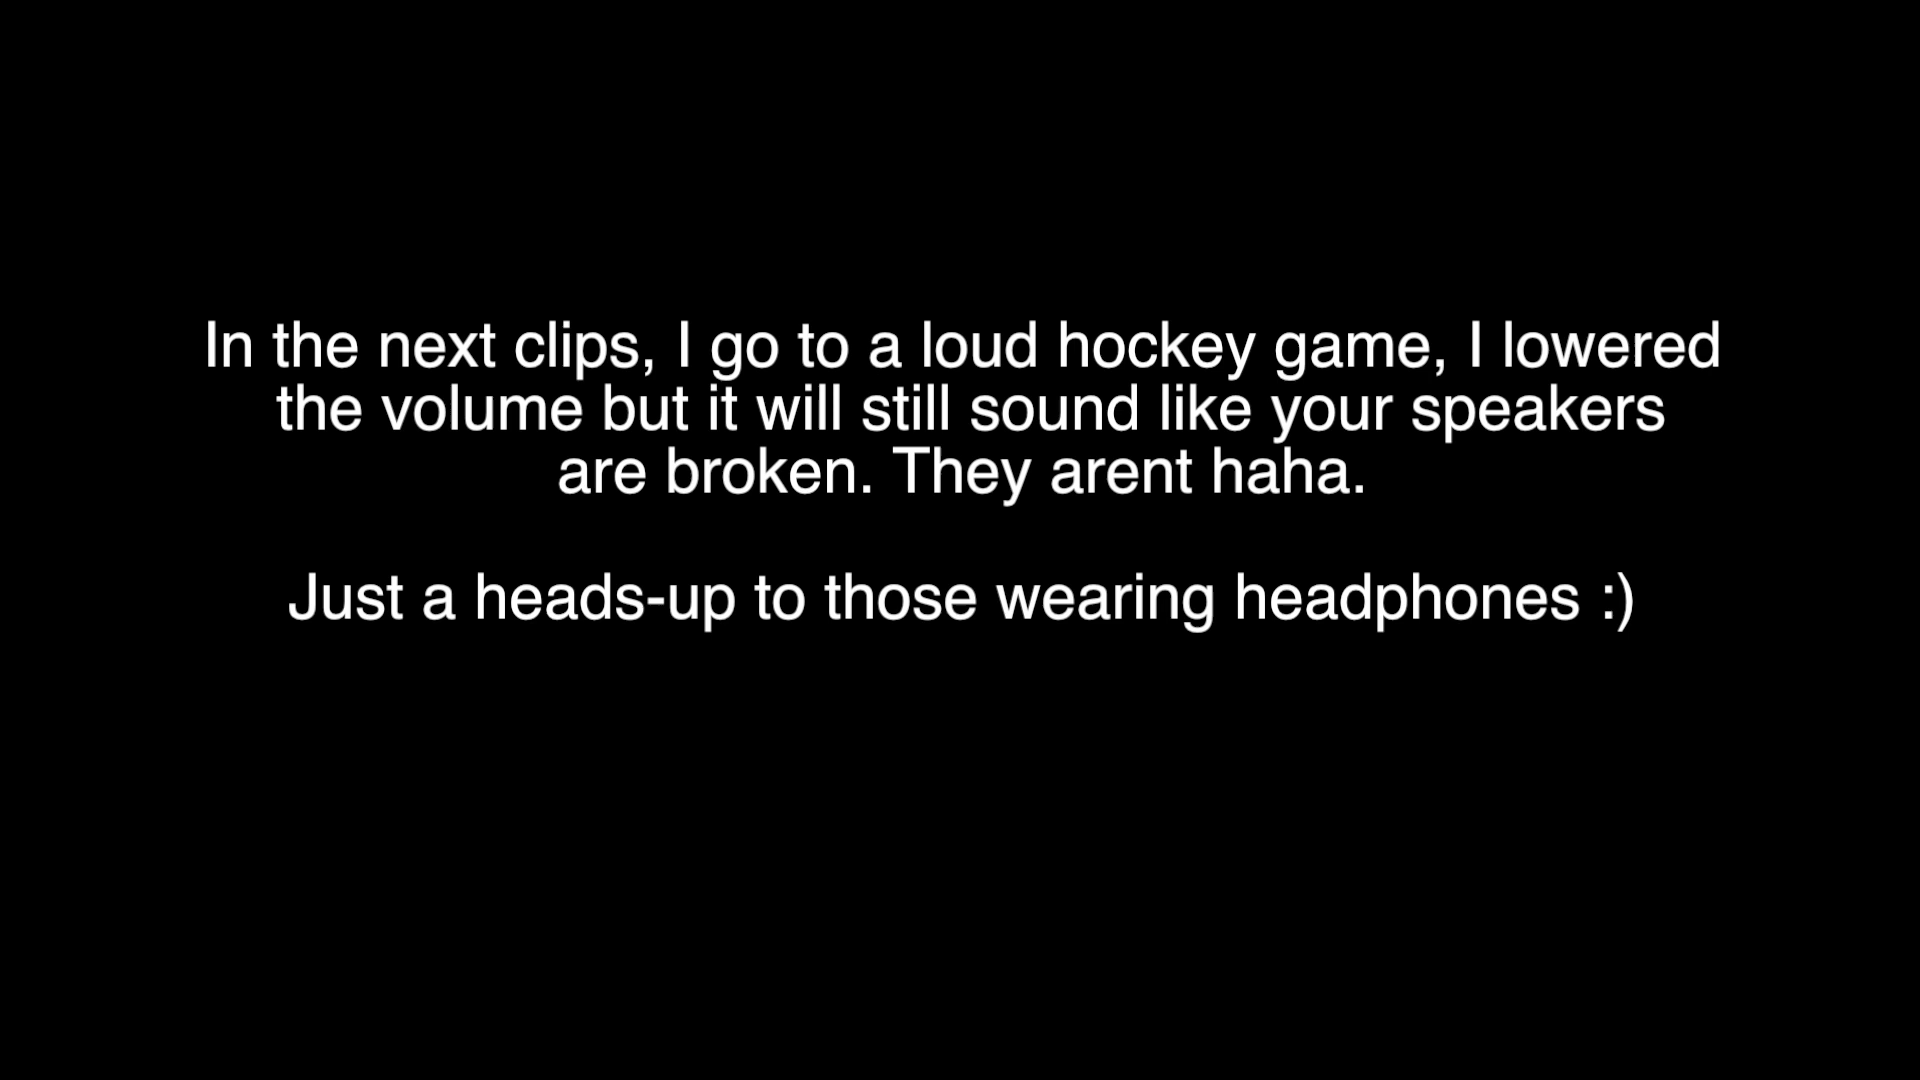 In the next clips, I go to a loud hockey game, I lowered
the volume but it will still sound like your speakers
are broken. They arent haha.
Just a heads-up to those wearing headphones :)